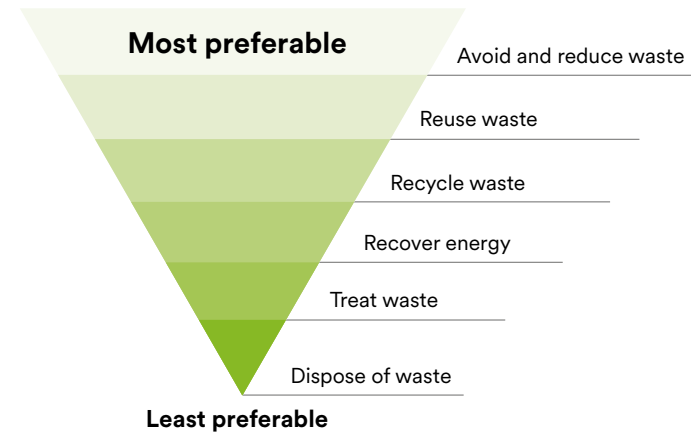 Most preferable
Avoid and reduce waste
Reuse waste
Recycle waste
Recover energy
Treat waste
Dispose of waste
Least preferable